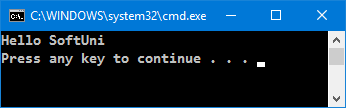 C:\WINDOWS\system32\cmd.exe
Hello SoftUni
Press any key to continue . . .